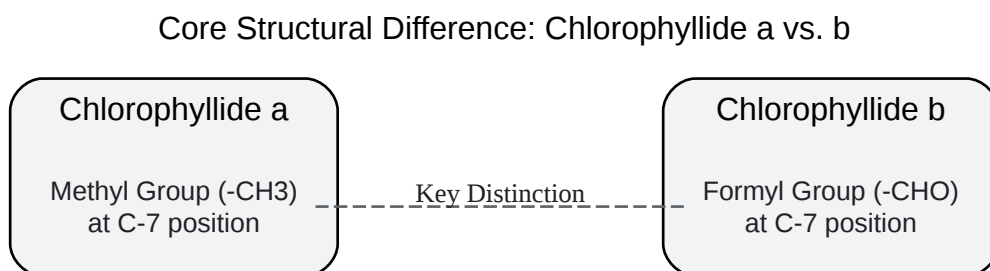 Core Structural Difference: Chlorophyllide a vs. b
Chlorophyllide a
Methyl Group (-CH3)
at C-7 position
Key Distinction
Chlorophyllide b
Formyl Group (-CHO)
at C-7 position